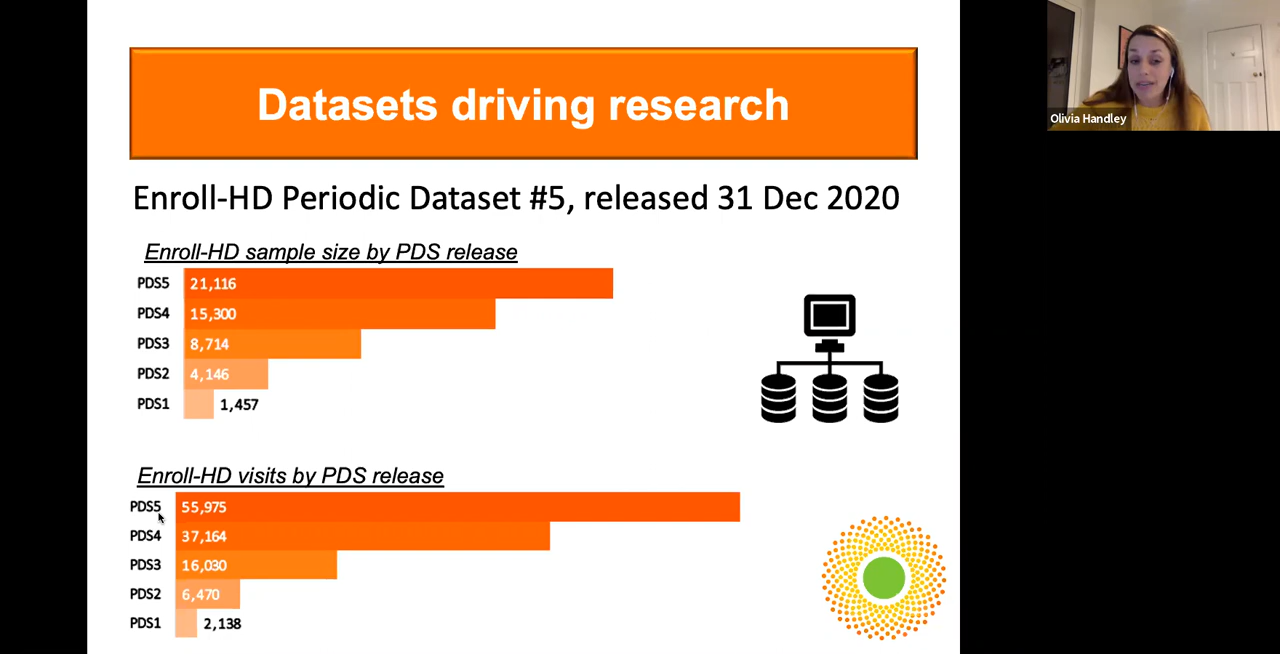 Datasets driving research
Olivia Handley
Enroll-HD Periodic Dataset #5, released 31 Dec 2020
Enroll-HD sample size by PDS release
PDS5 21,116
PDS4 15,300
PDS3 8,714
PDS2 4,146
PDS1 1,457
Enroll-HD visits by PDS release
PDS5 55,975
PDS4 37,164
PDS3 16,030
PDS2 6,470
PDS1 2,138